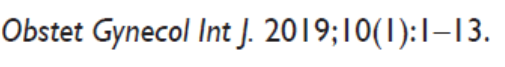 Obstet Gynecol Int J. 2019;10(1):1–13.